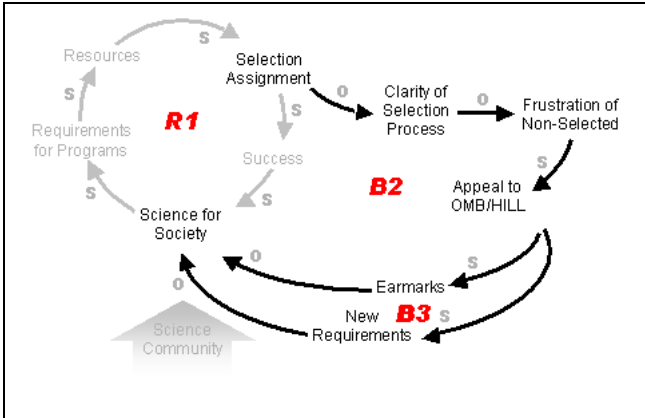 S
Resources
Selection
Assignment
O
Clarity of
Selection
Process
O
Frustration of
Non-Selected
S
S
Requirements
for Programs
R1
S
Success
S
B2
Appeal to
OMB/HILL
S
S
Science for
Society
O
S
O
Earmarks
New
Requirements
B3
S
Science
Community